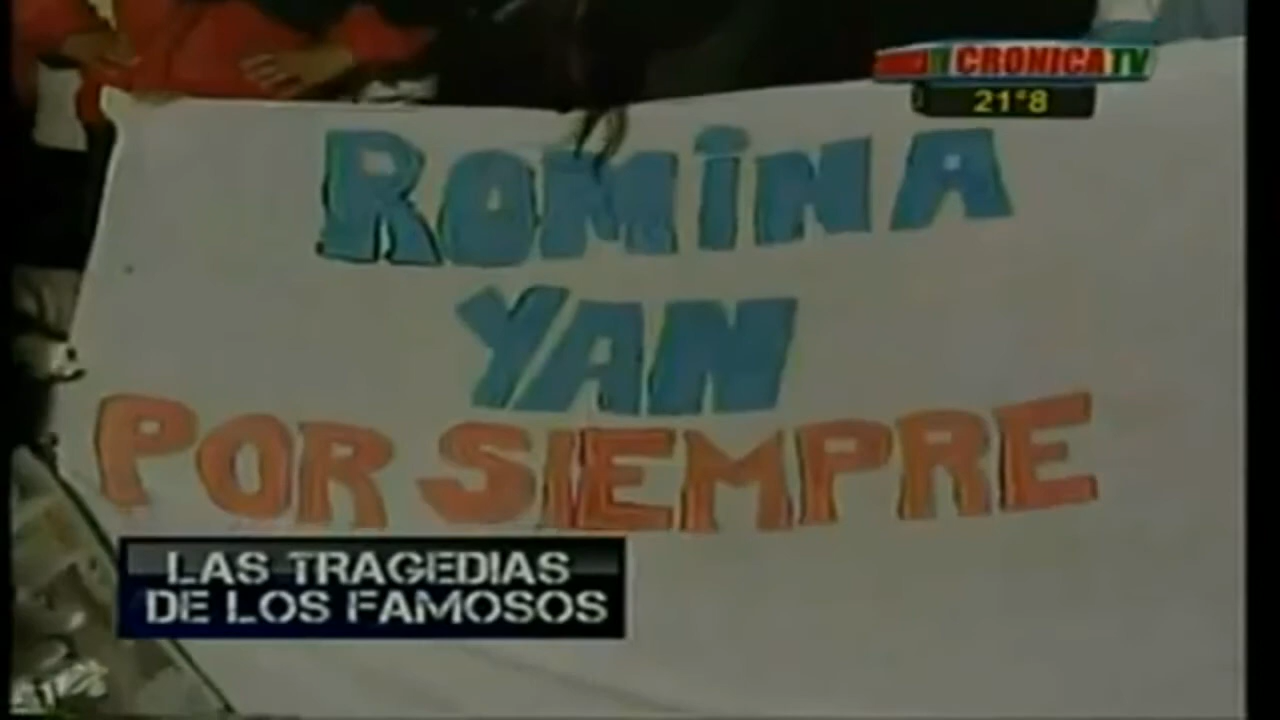 CRONICA TV
21°8
ROMiNA
YAN
POR SIEMPRE
LAS TRAGEDIAS
DE LOS FAMOSOS